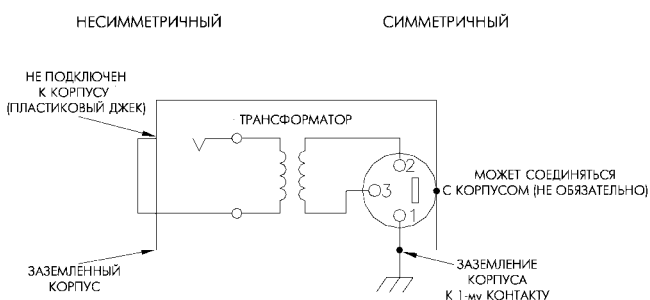 НЕСИММЕТРИЧНЫЙ
СИММЕТРИЧНЫЙ
НЕ ПОДКЛЮЧЕН
К КОРПУСУ
(ПЛАСТИКОВЫЙ ДЖЕК)
ТРАНСФОРМАТОР
2
3
1
МОЖЕТ СОЕДИНЯТЬСЯ
С КОРПУСОМ (НЕ ОБЯЗАТЕЛЬНО)
ЗАЗЕМЛЕННЫЙ
КОРПУС
ЗАЗЕМЛЕНИЕ
КОРПУСА
К 1-му КОНТАКТУ